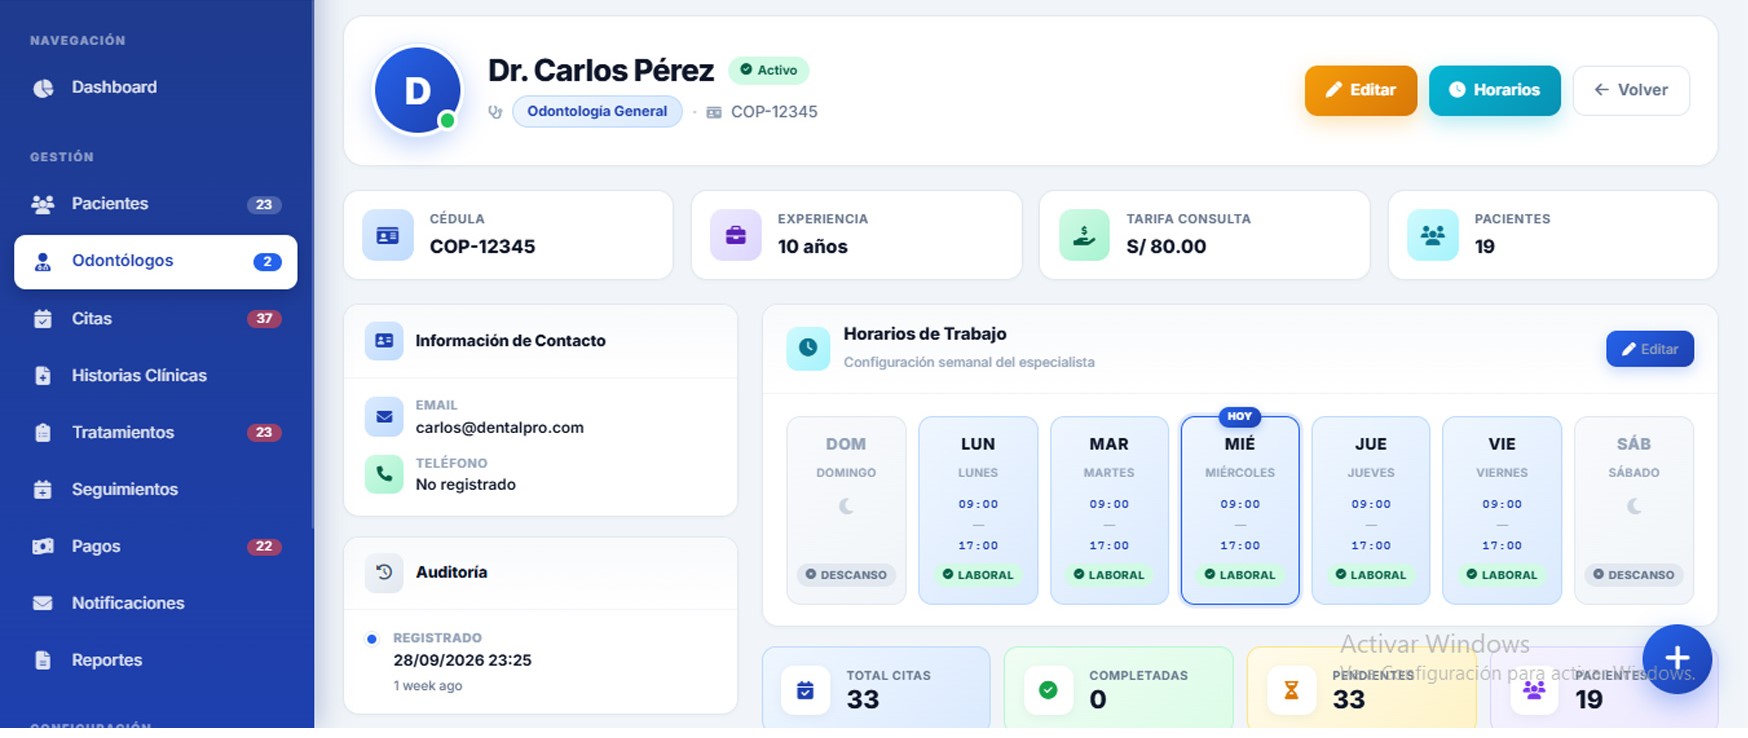 NAVEGACIÓN
Dashboard
GESTIÓN
Pacientes 23
Odontólogos 2
Citas 37
Historias Clínicas
Tratamientos 23
Seguimientos
Pagos 22
Notificaciones
Reportes
CONFIGURACIÓN
D
Dr. Carlos Pérez Activo
Odontología General · COP-12345
Editar Horarios ← Volver
CÉDULA
COP-12345
EXPERIENCIA
10 años
TARIFA CONSULTA
S/ 80.00
PACIENTES
19
Información de Contacto
EMAIL
carlos@dentalpro.com
TELÉFONO
No registrado
Auditoría
REGISTRADO
28/09/2026 23:25
1 week ago
Horarios de Trabajo
Configuración semanal del especialista
Editar
DOM
DOMINGO
DESCANSO
LUN
LUNES
09:00
—
17:00
LABORAL
MAR
MARTES
09:00
—
17:00
LABORAL
HOY
MIÉ
MIÉRCOLES
09:00
—
17:00
LABORAL
JUE
JUEVES
09:00
—
17:00
LABORAL
VIE
VIERNES
09:00
—
17:00
LABORAL
SÁB
SÁBADO
DESCANSO
TOTAL CITAS
33
COMPLETADAS
0
PENDIENTES
33
PACIENTES
19
Activar Windows
Ve a Configuración para activar Windows.